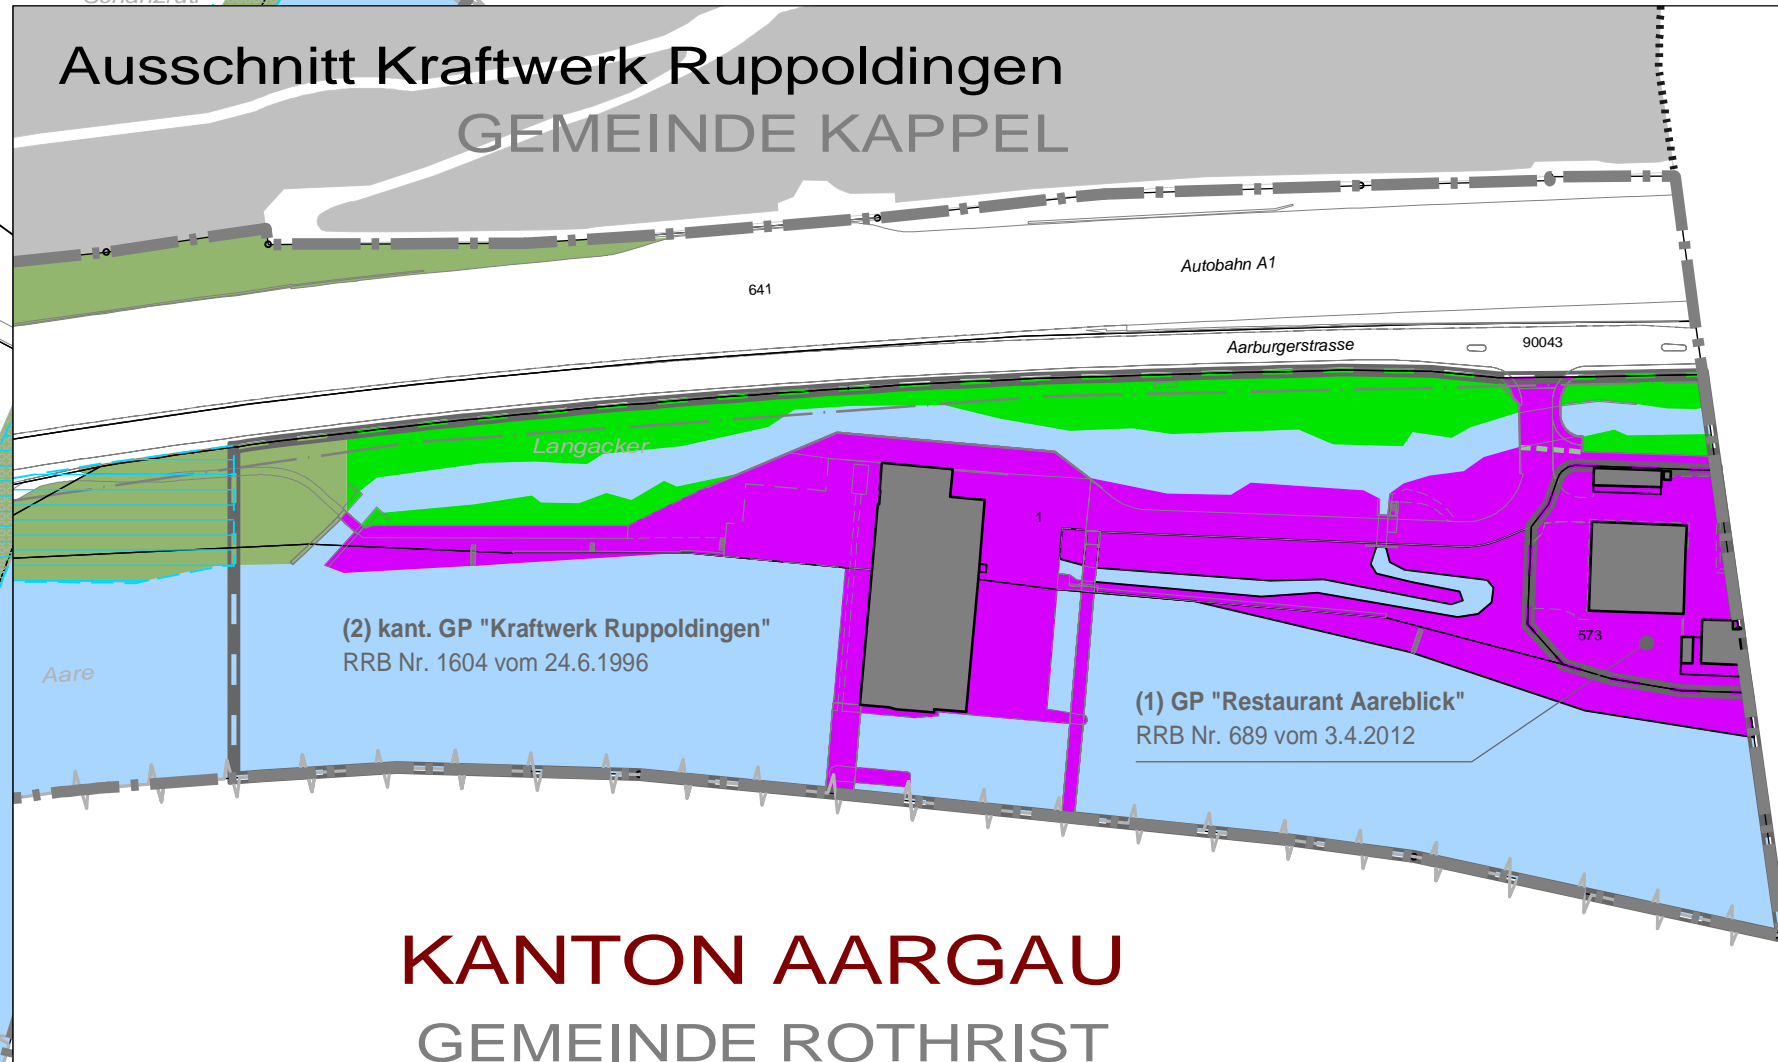 Schanzrüti
Ausschnitt Kraftwerk Ruppoldingen
GEMEINDE KAPPEL
Autobahn A1
641
Aarburgerstrasse
90043
Langacker
1
(2) kant. GP "Kraftwerk Ruppoldingen"
RRB Nr. 1604 vom 24.6.1996
573
Aare
(1) GP "Restaurant Aareblick"
RRB Nr. 689 vom 3.4.2012
KANTON AARGAU
GEMEINDE ROTHRIST